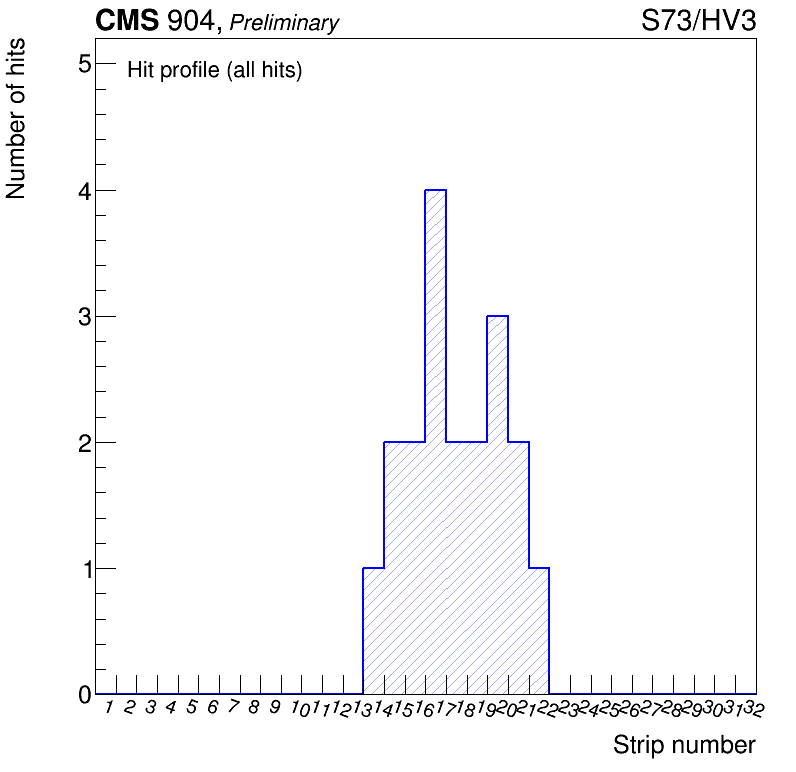 CMS 904, Preliminary
S73/HV3
Number of hits
Hit profile (all hits)
5
4
3
2
1
0
1 2 3 4 5 6 7 8 9 10 11 12 13 14 15 16 17 18 19 20 21 22 23 24 25 26 27 28 29 30 31 32
Strip number